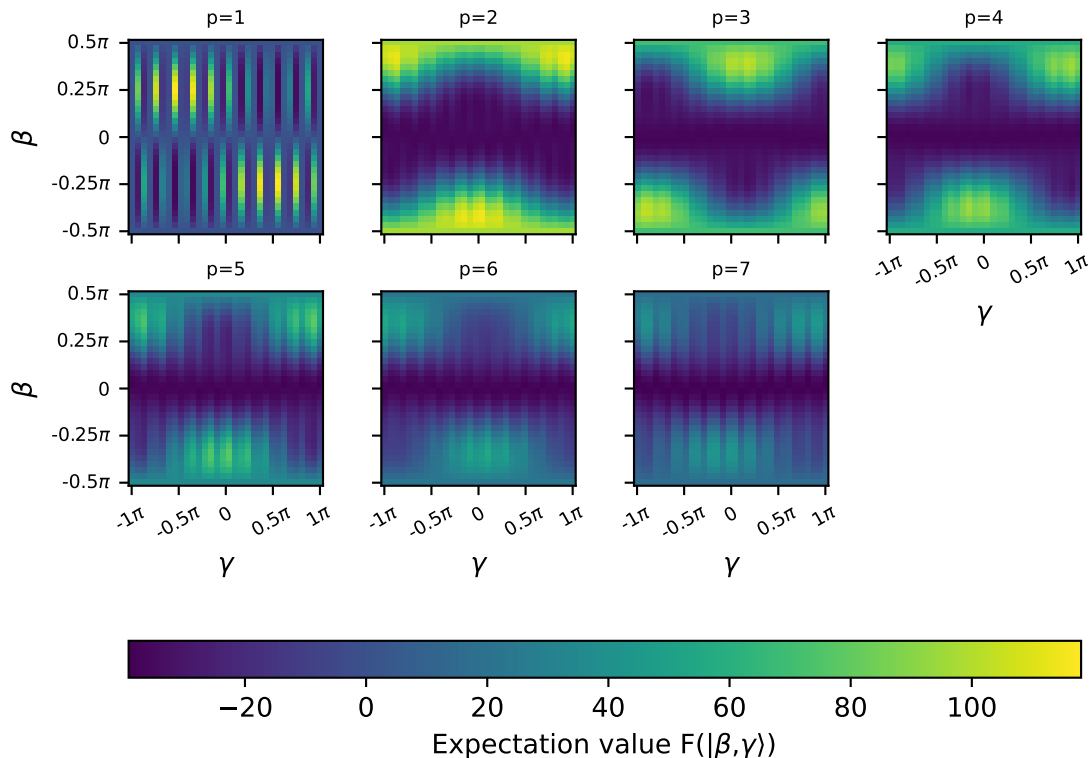 p=1 p=2 p=3 p=4
0.5π
0.25π
0
-0.25π
-0.5π
β
-1π -0.5π 0 0.5π 1π
γ
p=5 p=6 p=7
0.5π
0.25π
0
-0.25π
-0.5π
β
-1π -0.5π 0 0.5π 1π -1π -0.5π 0 0.5π 1π -1π -0.5π 0 0.5π 1π
γ γ γ
−20 0 20 40 60 80 100
Expectation value F(|β,γ⟩)